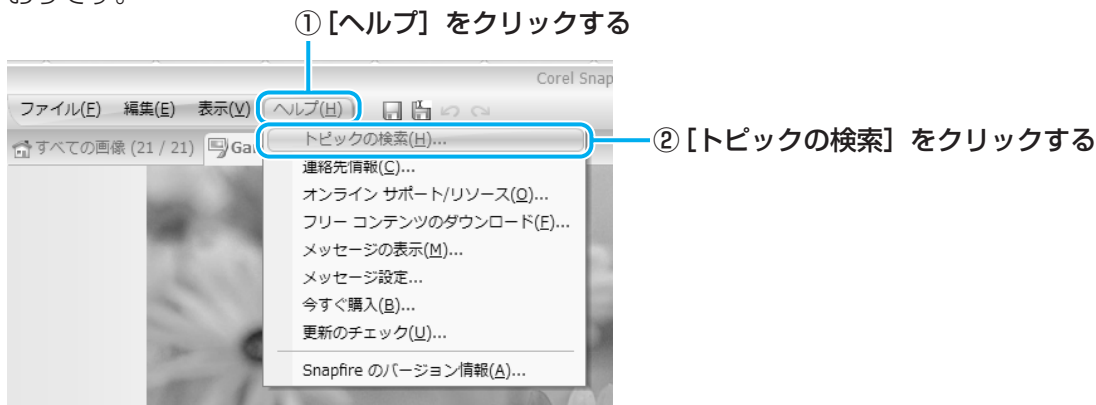 おりです。
① [ヘルプ] をクリックする
Corel Snap
ファイル(F) 編集(E) 表示(V) ヘルプ(H)
トピックの検索(H)...
② [トピックの検索] をクリックする
すべての画像 (21 / 21) Ga
連絡先情報(C)...
オンライン サポート/リソース(O)...
フリー コンテンツのダウンロード(F)...
メッセージの表示(M)...
メッセージ設定...
今すぐ購入(B)...
更新のチェック(U)...
Snapfire のバージョン情報(A)...